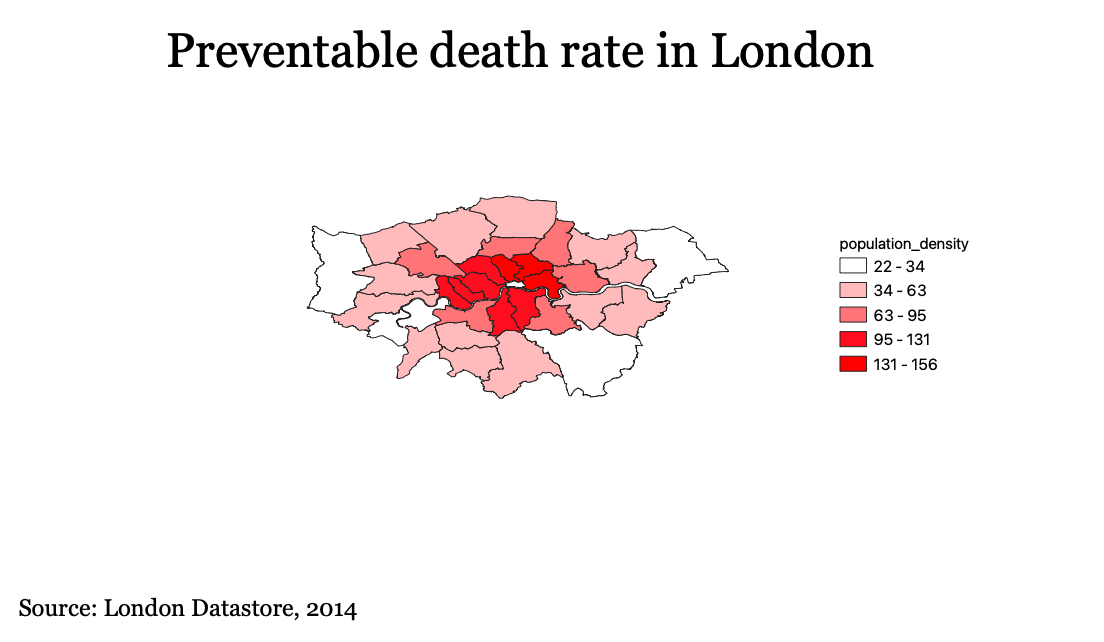 Preventable death rate in London
population_density
22 - 34
34 - 63
63 - 95
95 - 131
131 - 156
Source: London Datastore, 2014